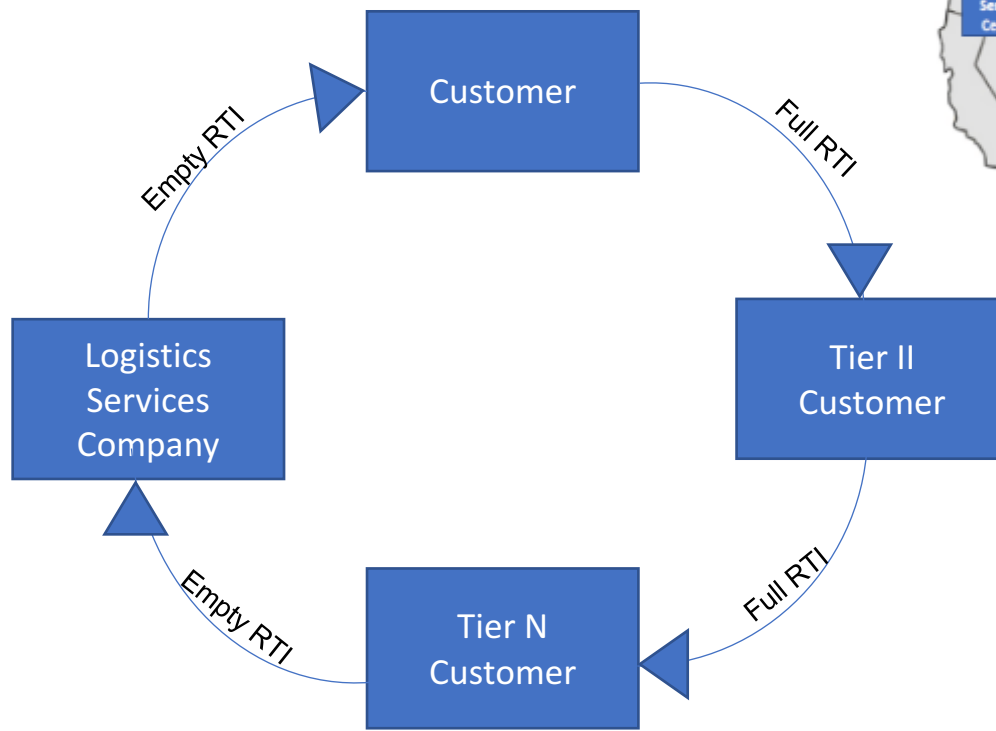 Customer
Empty RTI
Full RTI
Logistics
Services
Company
Tier II
Customer
Empty RTI
Full RTI
Tier N
Customer